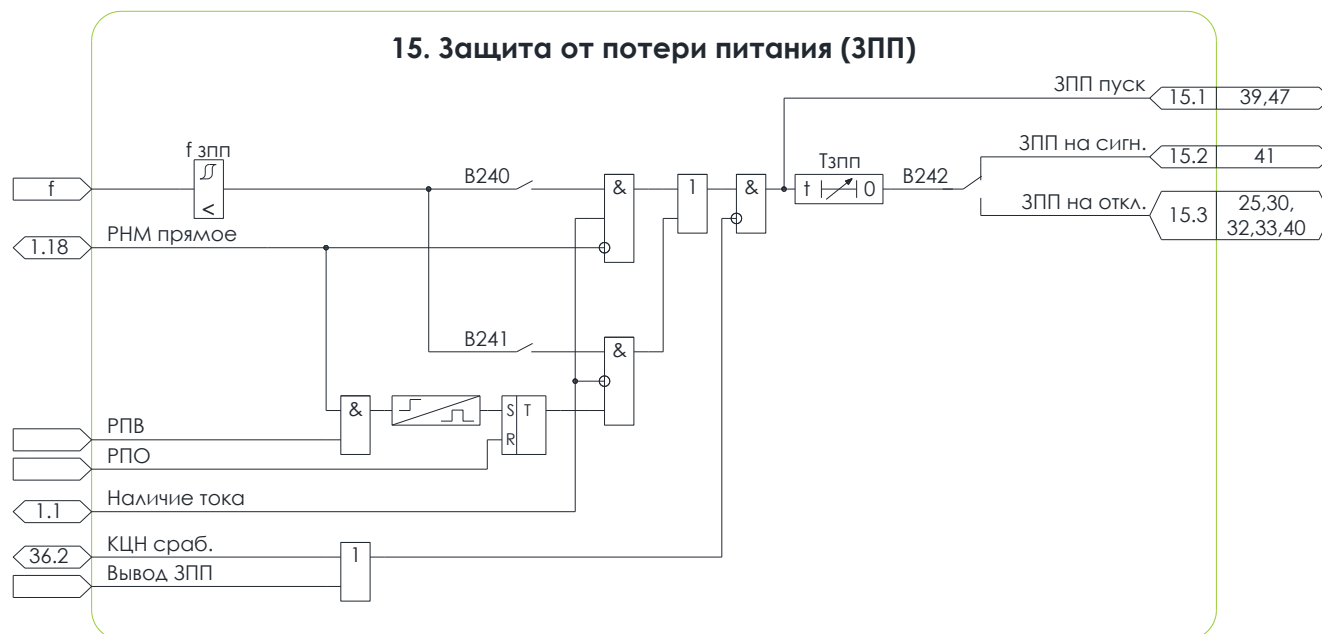 15. Защита от потери питания (ЗПП)
ЗПП пуск
15.1
39,47
f зпп
<
ЗПП на сигн.
15.2
41
Тзпп
f
В240
&
1
&
t
0
В242
ЗПП на откл.
15.3
25,30,
32,33,40
1.18
РНМ прямое
В241
&
&
S
T
R
РПВ
РПО
1.1
Наличие тока
36.2
КЦН сраб.
1
Вывод ЗПП